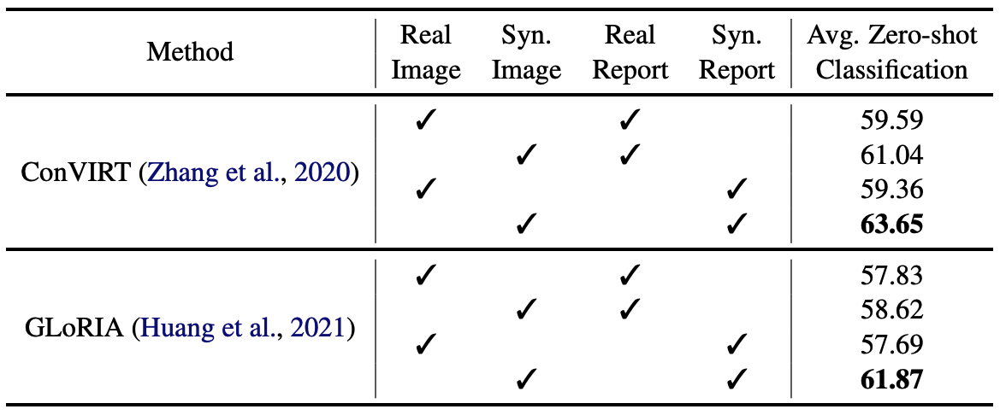 Method Real Image Syn. Image Real Report Syn. Report Avg. Zero-shot Classification
ConVIRT (Zhang et al., 2020)
✓ ✓ 59.59
✓ ✓ 61.04
✓ ✓ 59.36
✓ ✓ 63.65
GLoRIA (Huang et al., 2021)
✓ ✓ 57.83
✓ ✓ 58.62
✓ ✓ 57.69
✓ ✓ 61.87